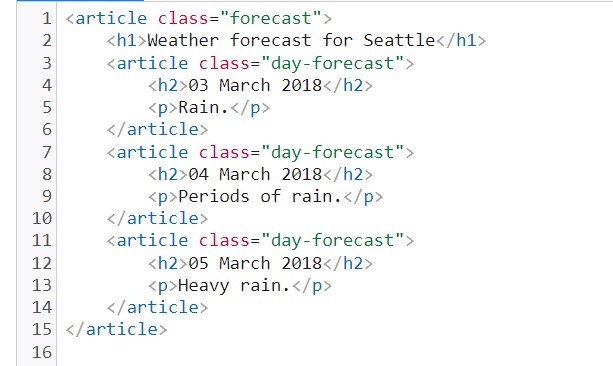 1 <article class="forecast">
2     <h1>Weather forecast for Seattle</h1>
3     <article class="day-forecast">
4         <h2>03 March 2018</h2>
5         <p>Rain.</p>
6     </article>
7     <article class="day-forecast">
8         <h2>04 March 2018</h2>
9         <p>Periods of rain.</p>
10     </article>
11     <article class="day-forecast">
12         <h2>05 March 2018</h2>
13         <p>Heavy rain.</p>
14     </article>
15 </article>
16